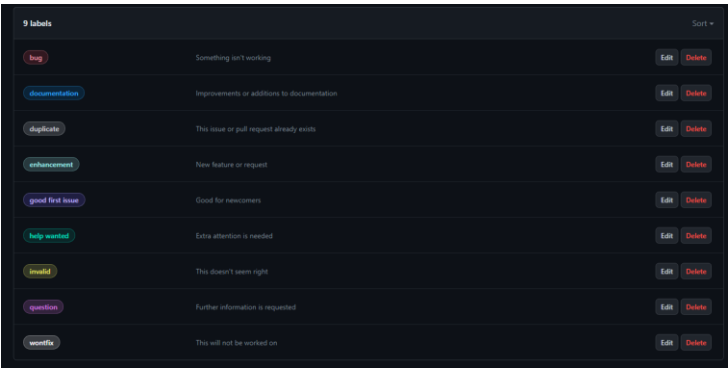 9 labels Sort
bug Something isn't working Edit Delete
documentation Improvements or additions to documentation Edit Delete
duplicate This issue or pull request already exists Edit Delete
enhancement New feature or request Edit Delete
good first issue Good for newcomers Edit Delete
help wanted Extra attention is needed Edit Delete
invalid This doesn't seem right Edit Delete
question Further information is requested Edit Delete
wontfix This will not be worked on Edit Delete